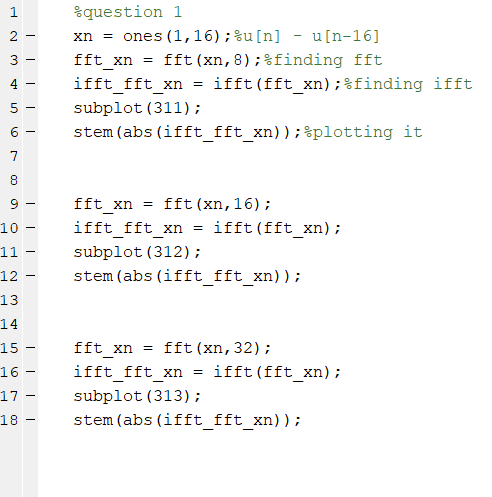 1 %question 1
2 – xn = ones(1,16);%u[n] - u[n-16]
3 – fft_xn = fft(xn,8);%finding fft
4 – ifft_fft_xn = ifft(fft_xn);%finding ifft
5 – subplot(311);
6 – stem(abs(ifft_fft_xn));%plotting it
7
8
9 – fft_xn = fft(xn,16);
10 – ifft_fft_xn = ifft(fft_xn);
11 – subplot(312);
12 – stem(abs(ifft_fft_xn));
13
14
15 – fft_xn = fft(xn,32);
16 – ifft_fft_xn = ifft(fft_xn);
17 – subplot(313);
18 – stem(abs(ifft_fft_xn));